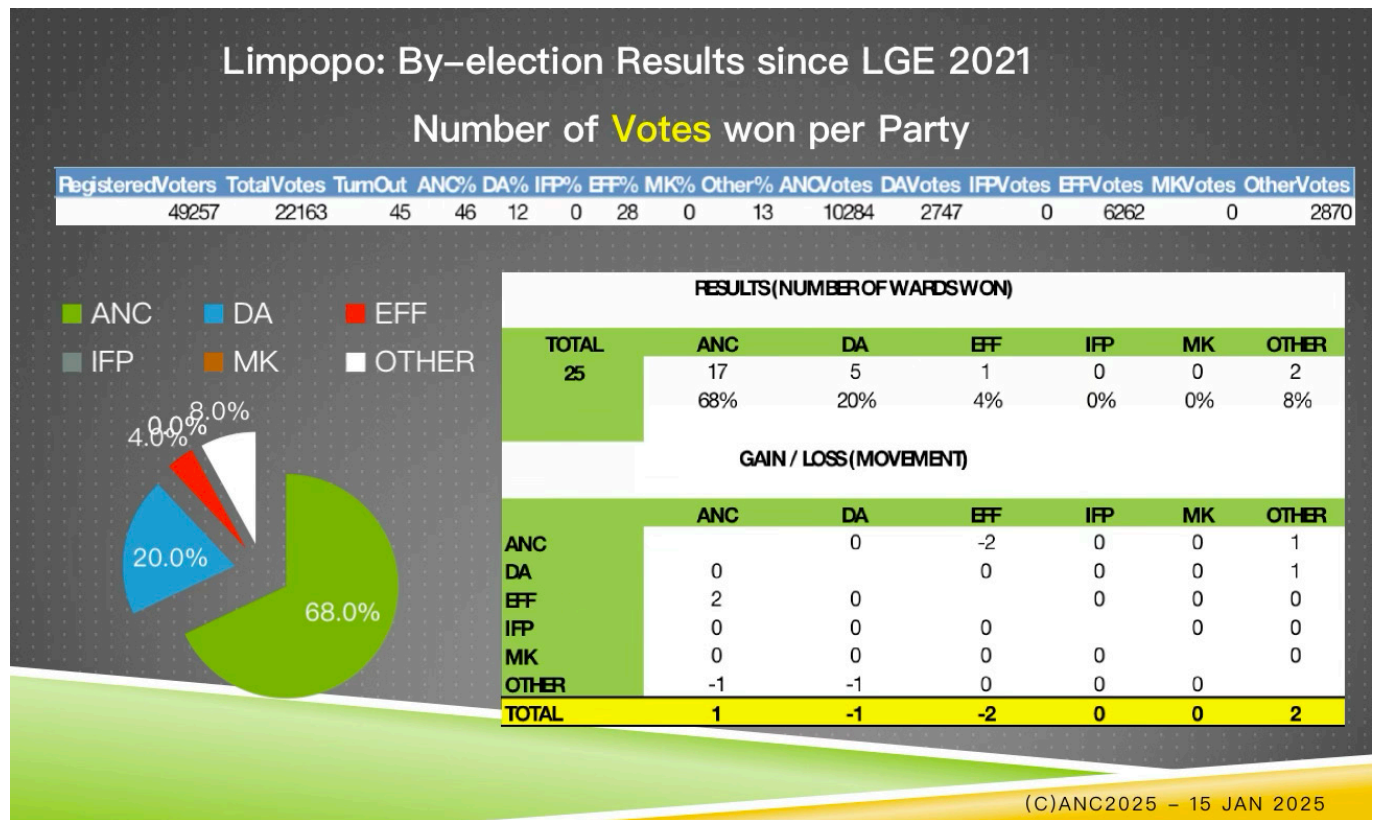 Limpopo: By-election Results since LGE 2021
Number of Votes won per Party
RegisteredVoters TotalVotes TurnOut ANC% DA% IFP% EFF% MK% Other% ANCVotes DAVotes IFPVotes EFFVotes MKVotes OtherVotes
49257 22163 45 46 12 0 28 0 13 10284 2747 0 6262 0 2870
ANC DA EFF
IFP MK OTHER
8.0%
0.0%
4.0%
20.0%
68.0%
RESULTS (NUMBER OF WARDS WON)
TOTAL ANC DA EFF IFP MK OTHER
25 17 5 1 0 0 2
68% 20% 4% 0% 0% 8%
GAIN / LOSS (MOVEMENT)
ANC DA EFF IFP MK OTHER
ANC 0 -2 0 0 1
DA 0 0 0 0 1
EFF 2 0 0 0 0
IFP 0 0 0 0 0
MK 0 0 0 0 0
OTHER -1 -1 0 0 0
TOTAL 1 -1 -2 0 0 2
(C)ANC2025 – 15 JAN 2025